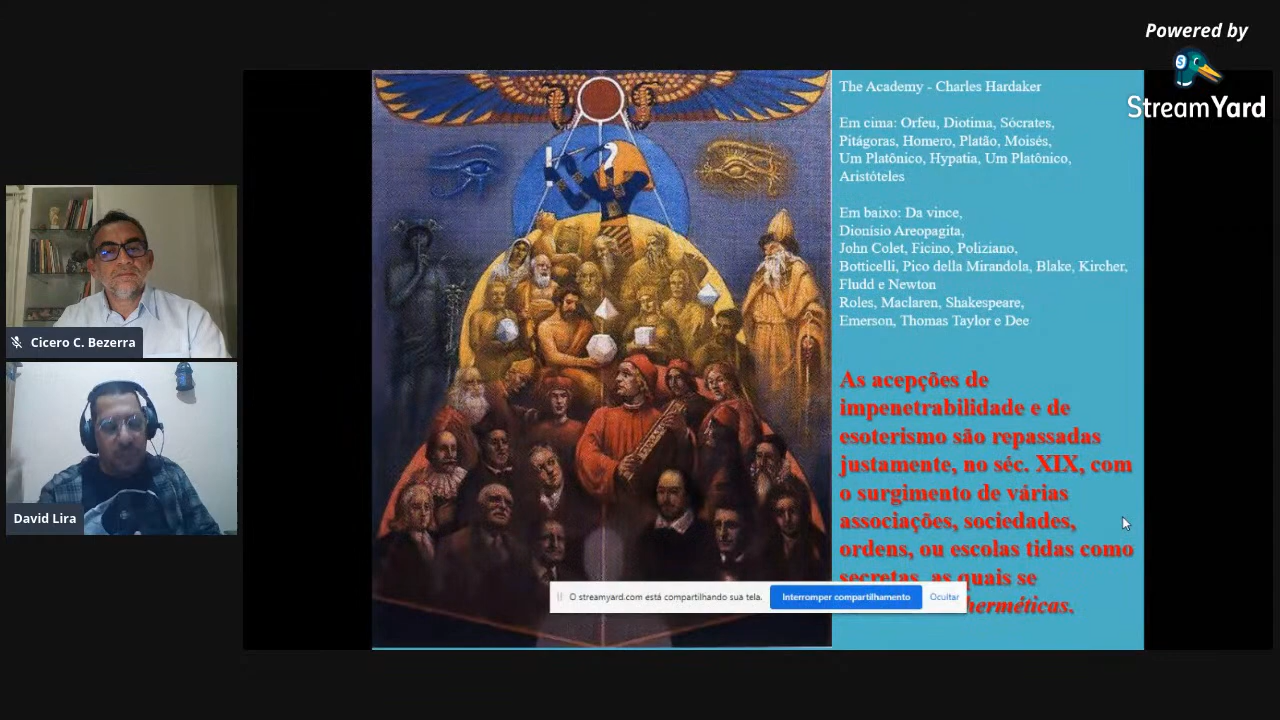 Powered by
StreamYard
The Academy - Charles Hardaker
Em cima: Orfeu, Diotima, Sócrates,
Pitágoras, Homero, Platão, Moisés,
Um Platônico, Hypatia, Um Platônico,
Aristóteles
Em baixo: Da vince,
Dionísio Areopagita,
John Colet, Ficino, Poliziano,
Botticelli, Pico della Mirandola, Blake, Kircher,
Fludd e Newton
Roles, Maclaren, Shakespeare,
Emerson, Thomas Taylor e Dee
As acepções de
impenetrabilidade e de
esoterismo são repassadas
justamente, no séc. XIX, com
o surgimento de várias
associações, sociedades,
ordens, ou escolas tidas como
secretas, as quais se
herméticas.
O streamyard.com está compartilhando sua tela.
Interromper compartilhamento
Ocultar
Cicero C. Bezerra
David Lira